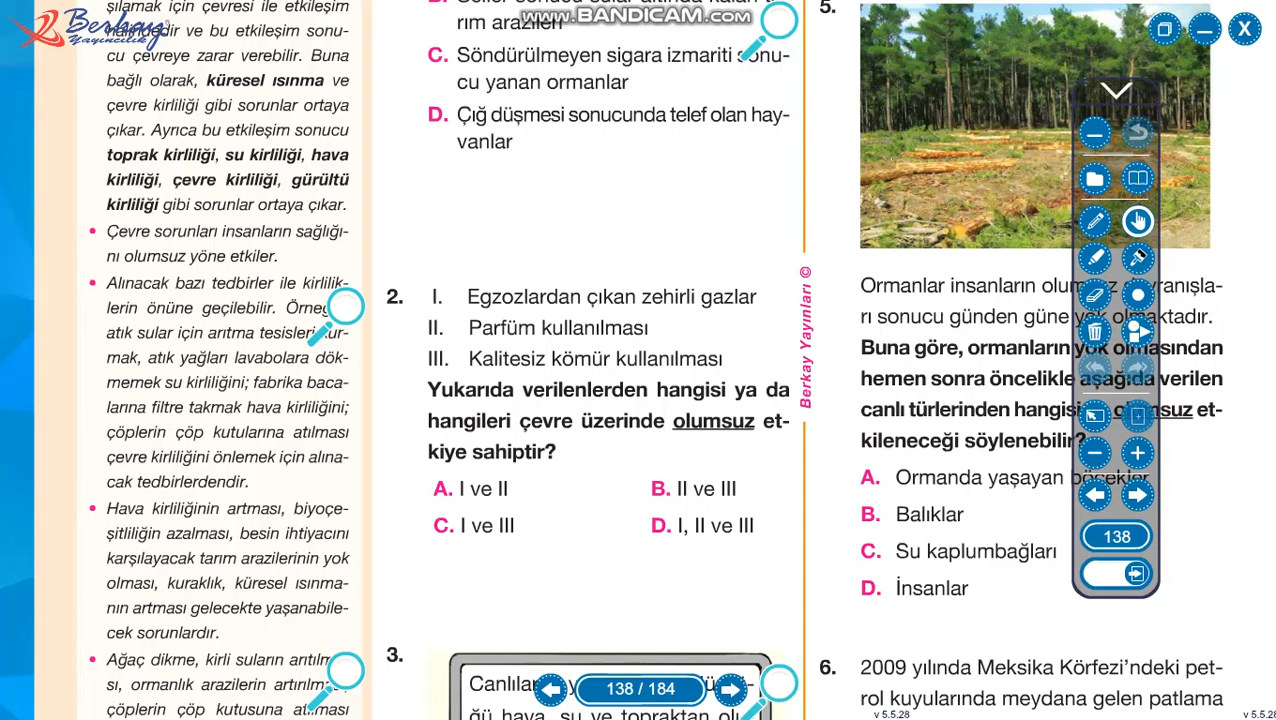 Berkay
Yayıncılık
WWW.BANDICAM.COM
şılamak için çevresi ile etkileşim
halindedir ve bu etkileşim sonu-
cu çevreye zarar verebilir. Buna
bağlı olarak, küresel ısınma ve
çevre kirliliği gibi sorunlar ortaya
çıkar. Ayrıca bu etkileşim sonucu
toprak kirliliği, su kirliliği, hava
kirliliği, çevre kirliliği, gürültü
kirliliği gibi sorunlar ortaya çıkar.
• Çevre sorunları insanların sağlığı-
nı olumsuz yöne etkiler.
• Alınacak bazı tedbirler ile kirlilik-
lerin önüne geçilebilir.
atık sular için arıtma tesisleri
mak, atık yağları lavabolara dök-
memek su kirliliğini; fabrika baca-
larına filtre takmak hava kirliliğini;
çöplerin çöp kutularına atılması
çevre kirliliğini önlemek için alına-
cak tedbirlerdendir.
• Hava kirliliğinin artması, biyoçe-
şitliliğin azalması, besin ihtiyacını
karşılayacak tarım arazilerinin yok
olması, kuraklık, küresel ısınma-
nın artması gelecekte yaşanabile-
cek sorunlardır.
• Ağaç dikme, kirli suların
sı, ormanlık arazilerin
çöplerin çöp kutusuna atılması
rım arazileri
C. Söndürülmeyen sigara izmariti sonu-
cu yanan ormanlar
D. Çığ düşmesi sonucunda telef olan hay-
vanlar
2. I. Egzozlardan çıkan zehirli gazlar
II. Parfüm kullanılması
III. Kalitesiz kömür kullanılması
Yukarıda verilenlerden hangisi ya da
hangileri çevre üzerinde olumsuz et-
kiye sahiptir?
A. I ve II
B. II ve III
C. I ve III
D. I, II ve III
3.
Canlılar
ğü hava, su ve topraktan
138 / 184
Berkay Yayınları ©
5.
Ormanlar insanların olumsuz davranışla-
rı sonucu günden güne yok olmaktadır.
Buna göre, ormanların yok olmasından
hemen sonra öncelikle aşağıda verilen
canlı türlerinden olumsuz et-
kileneceği söylenebilir?
A. Ormanda yaşayan böcekler
B. Balıklar
C. Su kaplumbağları
D. İnsanlar
6. 2009 yılında Meksika Körfezi'ndeki pet-
rol kuyularında meydana gelen patlama
X
138
v 5.5.28
v 5.5.28